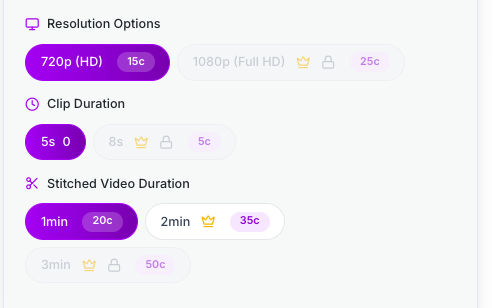 Resolution Options
720p (HD) 15c 1080p (Full HD) 25c
Clip Duration
5s 0 8s 5c
Stitched Video Duration
1min 20c 2min 35c
3min 50c